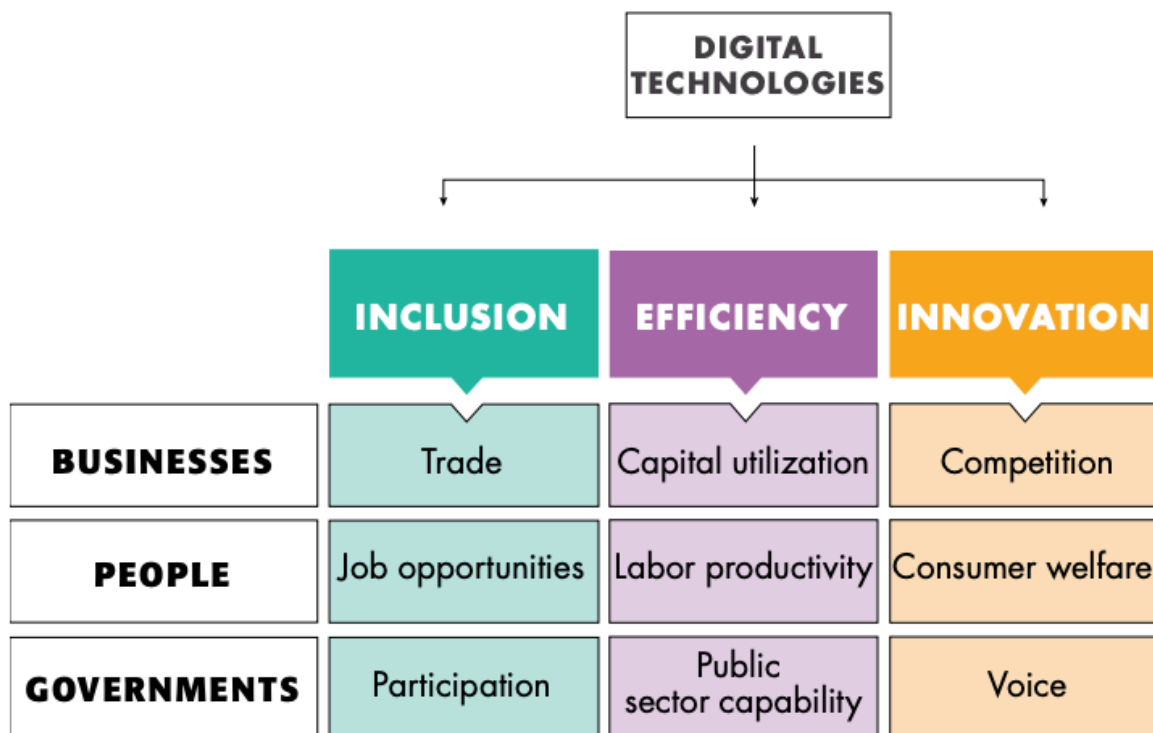 DIGITAL
TECHNOLOGIES
INCLUSION
EFFICIENCY
INNOVATION
BUSINESSES
Trade
Capital utilization
Competition
PEOPLE
Job opportunities
Labor productivity
Consumer welfare
GOVERNMENTS
Participation
Public
sector capability
Voice